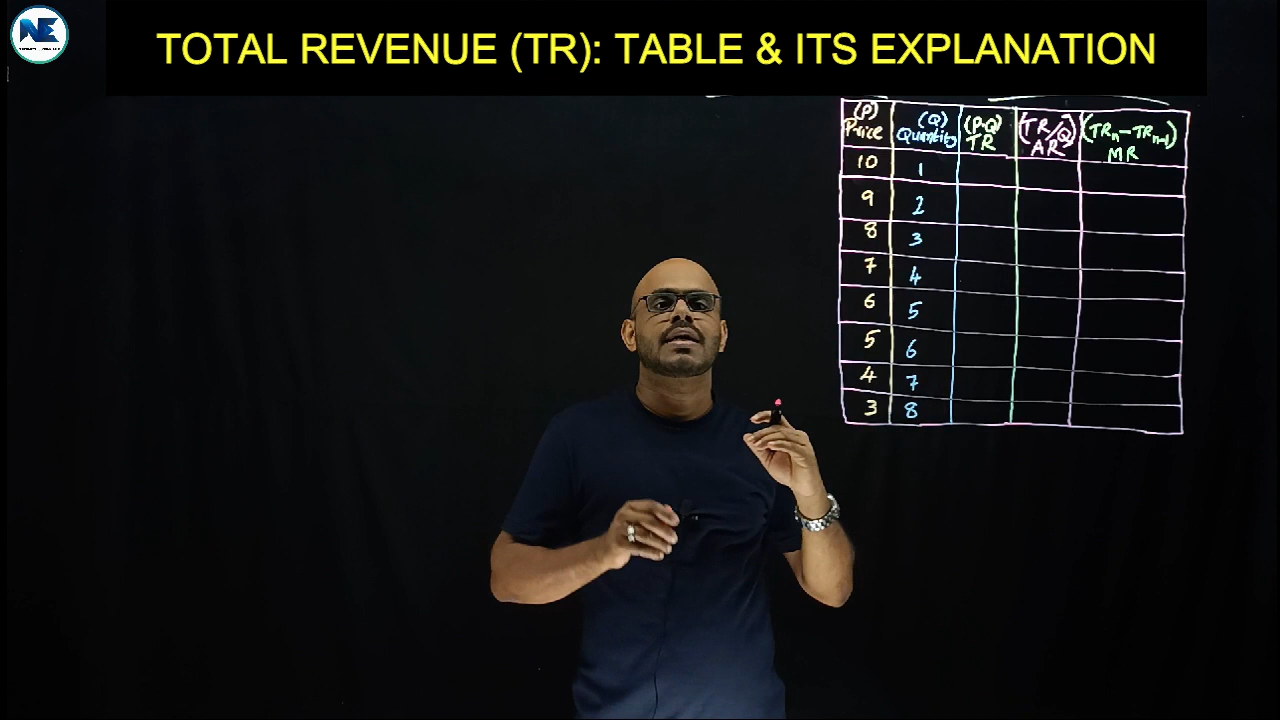 NE
TOTAL REVENUE (TR): TABLE & ITS EXPLANATION
(P) (Q) (P·Q) (TR/Q) (TRn-TRn-1)
Price Quantity TR AR MR
10 1
9 2
8 3
7 4
6 5
5 6
4 7
3 8